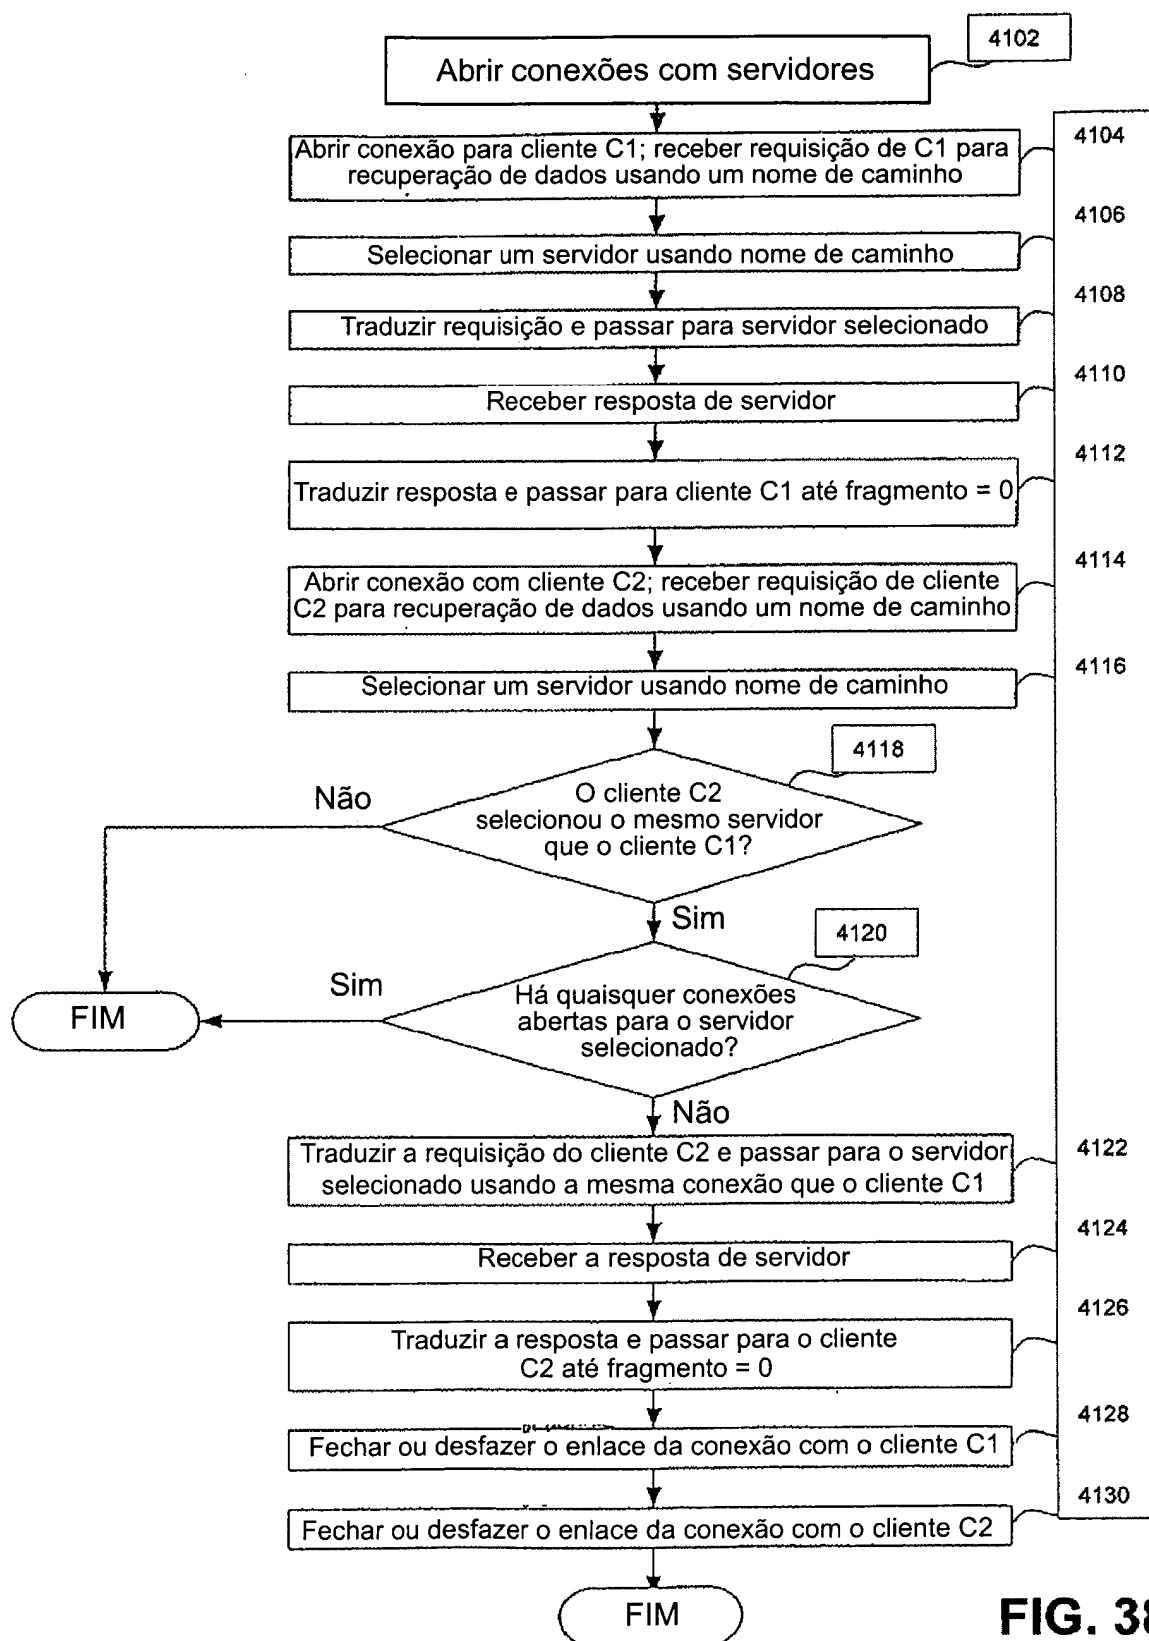 4102
Abrir conexões com servidores
4104
Abrir conexão para cliente C1; receber requisição de C1 para
recuperação de dados usando um nome de caminho
4106
Selecionar um servidor usando nome de caminho
4108
Traduzir requisição e passar para servidor selecionado
4110
Receber resposta de servidor
4112
Traduzir resposta e passar para cliente C1 até fragmento = 0
4114
Abrir conexão com cliente C2; receber requisição de cliente
C2 para recuperação de dados usando um nome de caminho
4116
Selecionar um servidor usando nome de caminho
4118
Não
O cliente C2
selecionou o mesmo servidor
que o cliente C1?
Sim
4120
Sim
FIM
Há quaisquer conexões
abertas para o servidor
selecionado?
Não
4122
Traduzir a requisição do cliente C2 e passar para o servidor
selecionado usando a mesma conexão que o cliente C1
4124
Receber a resposta de servidor
4126
Traduzir a resposta e passar para o cliente
C2 até fragmento = 0
4128
Fechar ou desfazer o enlace da conexão com o cliente C1
4130
Fechar ou desfazer o enlace da conexão com o cliente C2
FIM
FIG. 38